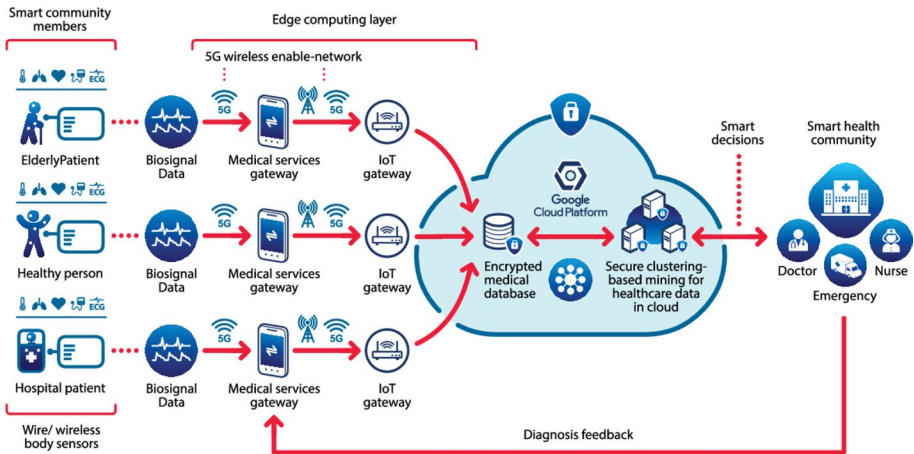 Smart community
members
Edge computing layer
5G wireless enable-network
ECG
5G
5G
ElderlyPatient
Biosignal
Data
Medical services
gateway
IoT
gateway
Smart
decisions
Smart health
community
Google
Cloud Platform
ECG
5G
5G
Healthy person
Biosignal
Data
Medical services
gateway
IoT
gateway
Encrypted
medical
database
Secure clustering-
based mining for
healthcare data
in cloud
Doctor
Nurse
Emergency
ECG
5G
5G
Hospital patient
Biosignal
Data
Medical services
gateway
IoT
gateway
Wire/ wireless
body sensors
Diagnosis feedback